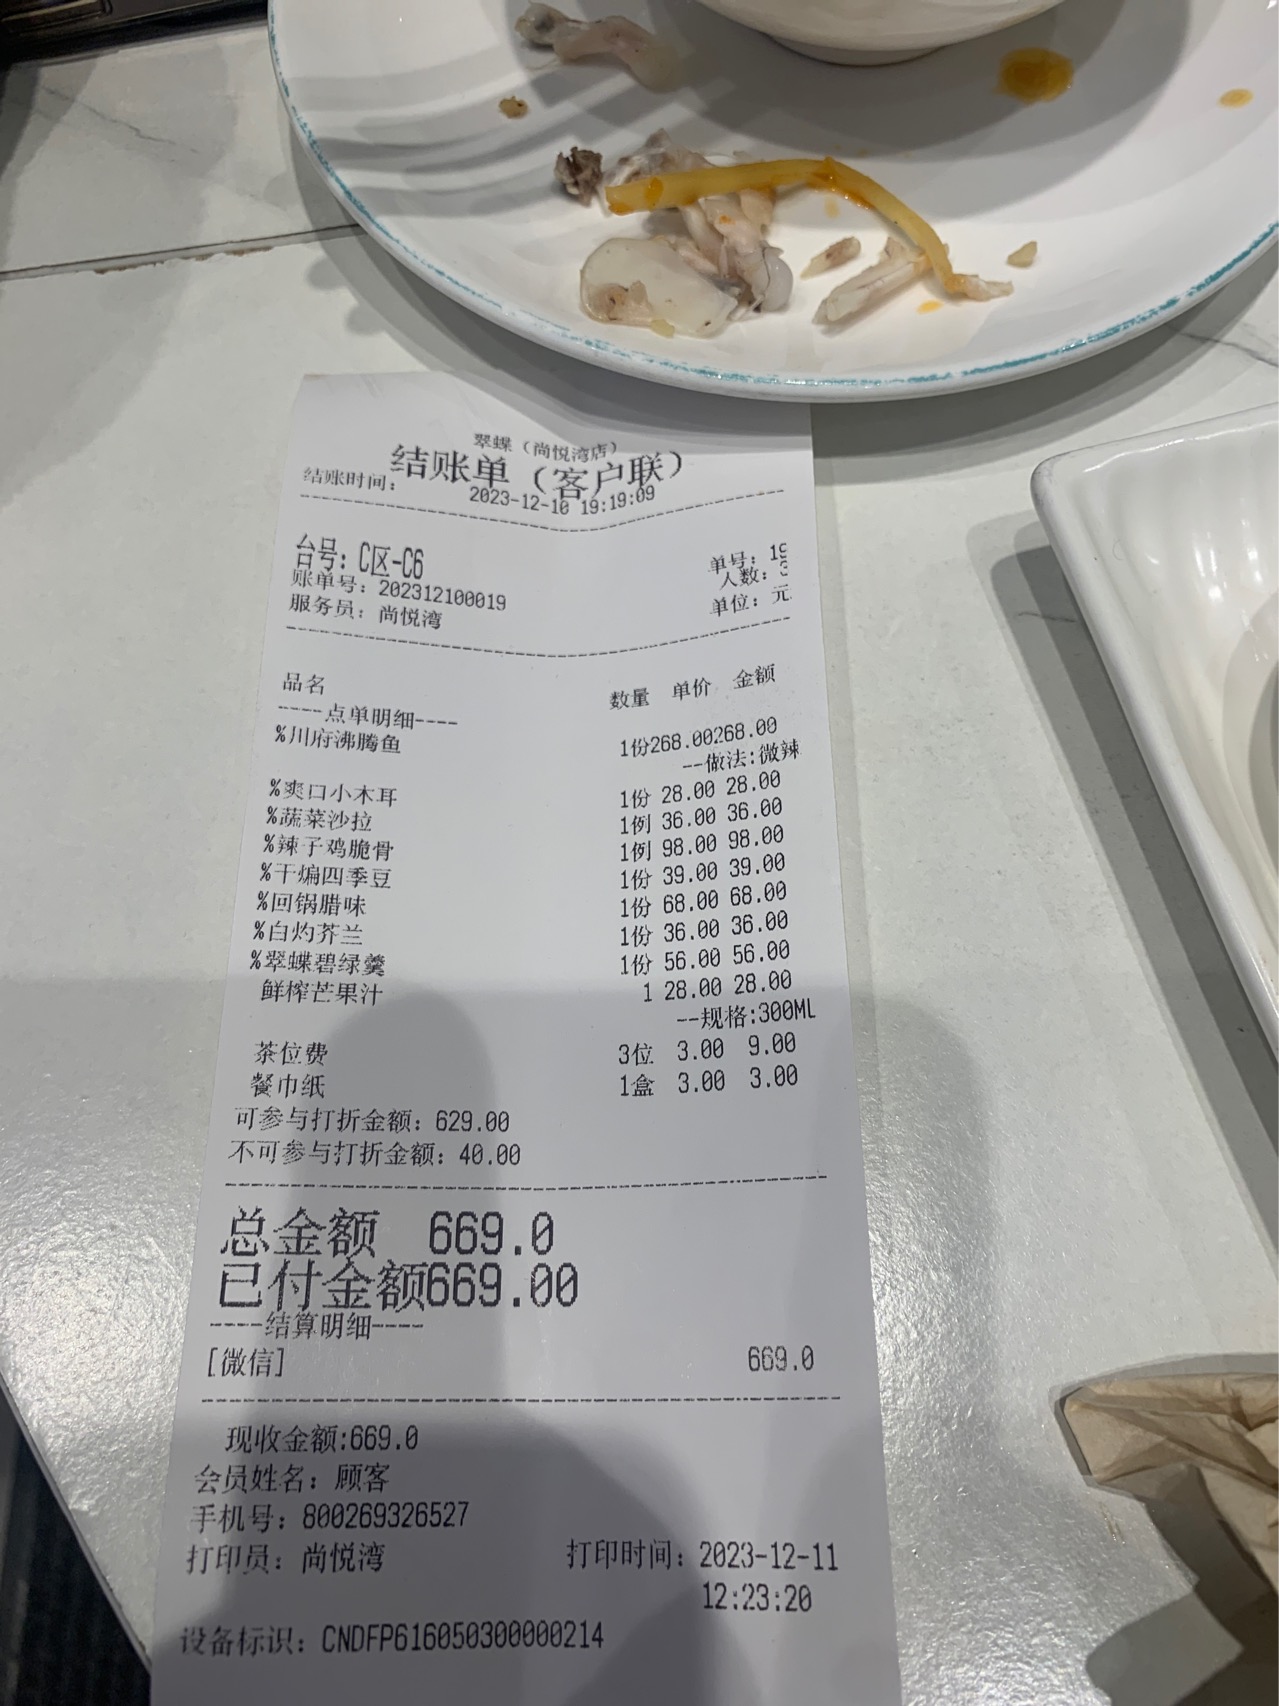 翠蝶（尚悦湾店）
结账单（客户联）
结账时间： 2023-12-10 19:19:09
台号：C区-C6 单号：19
账单号：202312100019 人数：3
服务员：尚悦湾 单位：元
品名 数量 单价 金额
----点单明细----
%川府沸腾鱼 1份268.00268.00
--做法:微辣
%爽口小木耳 1份 28.00 28.00
%蔬菜沙拉 1例 36.00 36.00
%辣子鸡脆骨 1例 98.00 98.00
%干煸四季豆 1份 39.00 39.00
%回锅腊味 1份 68.00 68.00
%白灼芥兰 1份 36.00 36.00
%翠蝶碧绿羹 1份 56.00 56.00
鲜榨芒果汁 1 28.00 28.00
--规格:300ML
茶位费 3位 3.00 9.00
餐巾纸 1盒 3.00 3.00
可参与打折金额：629.00
不可参与打折金额：40.00
总金额 669.0
已付金额669.00
----结算明细----
[微信] 669.0
现收金额:669.0
会员姓名：顾客
手机号：800269326527
打印员：尚悦湾 打印时间：2023-12-11
12:23:20
设备标识：CNDFP616050300000214